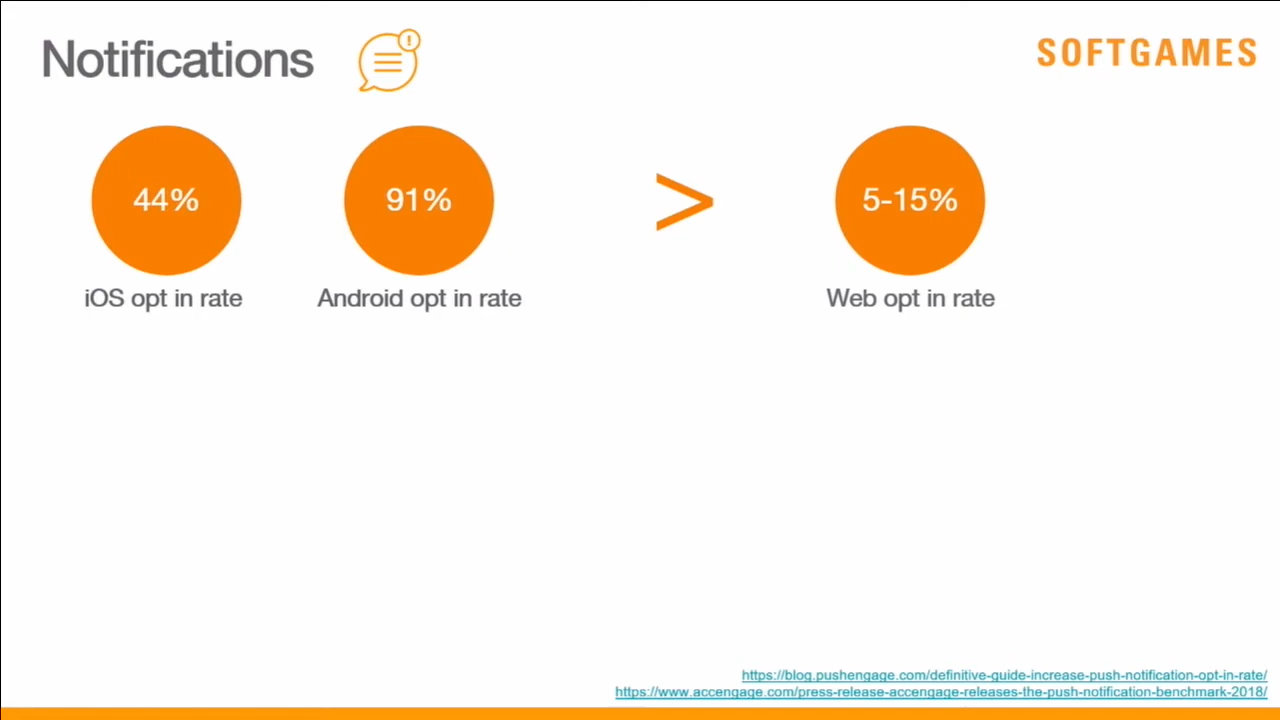 Notifications
SOFTGAMES
44%
91%
>
5-15%
iOS opt in rate
Android opt in rate
Web opt in rate
https://blog.pushengage.com/definitive-guide-increase-push-notification-opt-in-rate/
https://www.accengage.com/press-release-accengage-releases-the-push-notification-benchmark-2018/